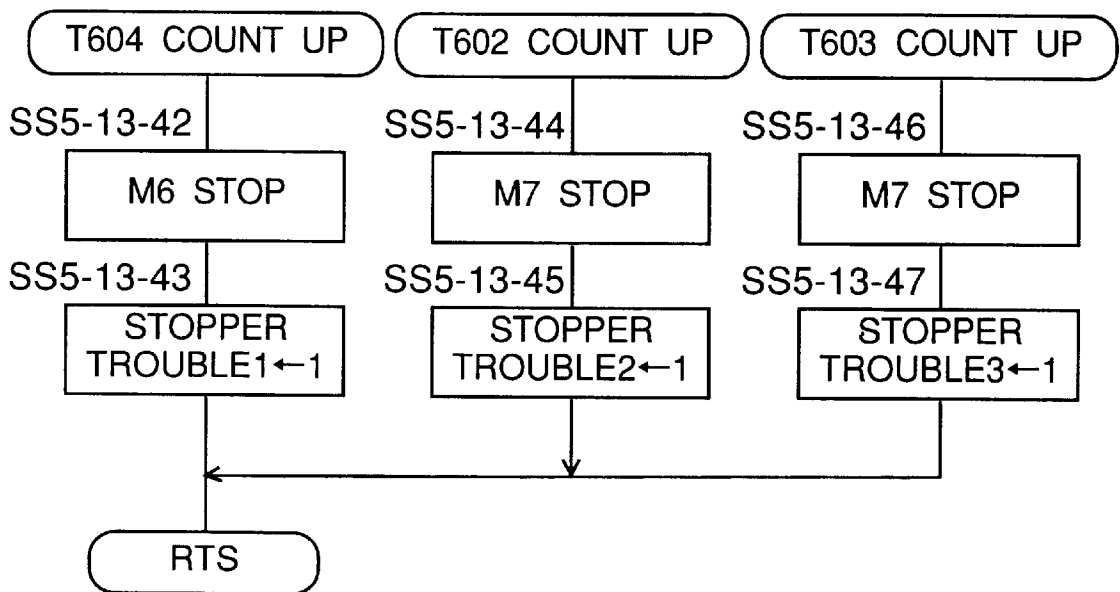 T604 COUNT UP
T602 COUNT UP
T603 COUNT UP
SS5-13-42
SS5-13-44
SS5-13-46
M6 STOP
M7 STOP
M7 STOP
SS5-13-43
SS5-13-45
SS5-13-47
STOPPER
TROUBLE1←1
STOPPER
TROUBLE2←1
STOPPER
TROUBLE3←1
RTS